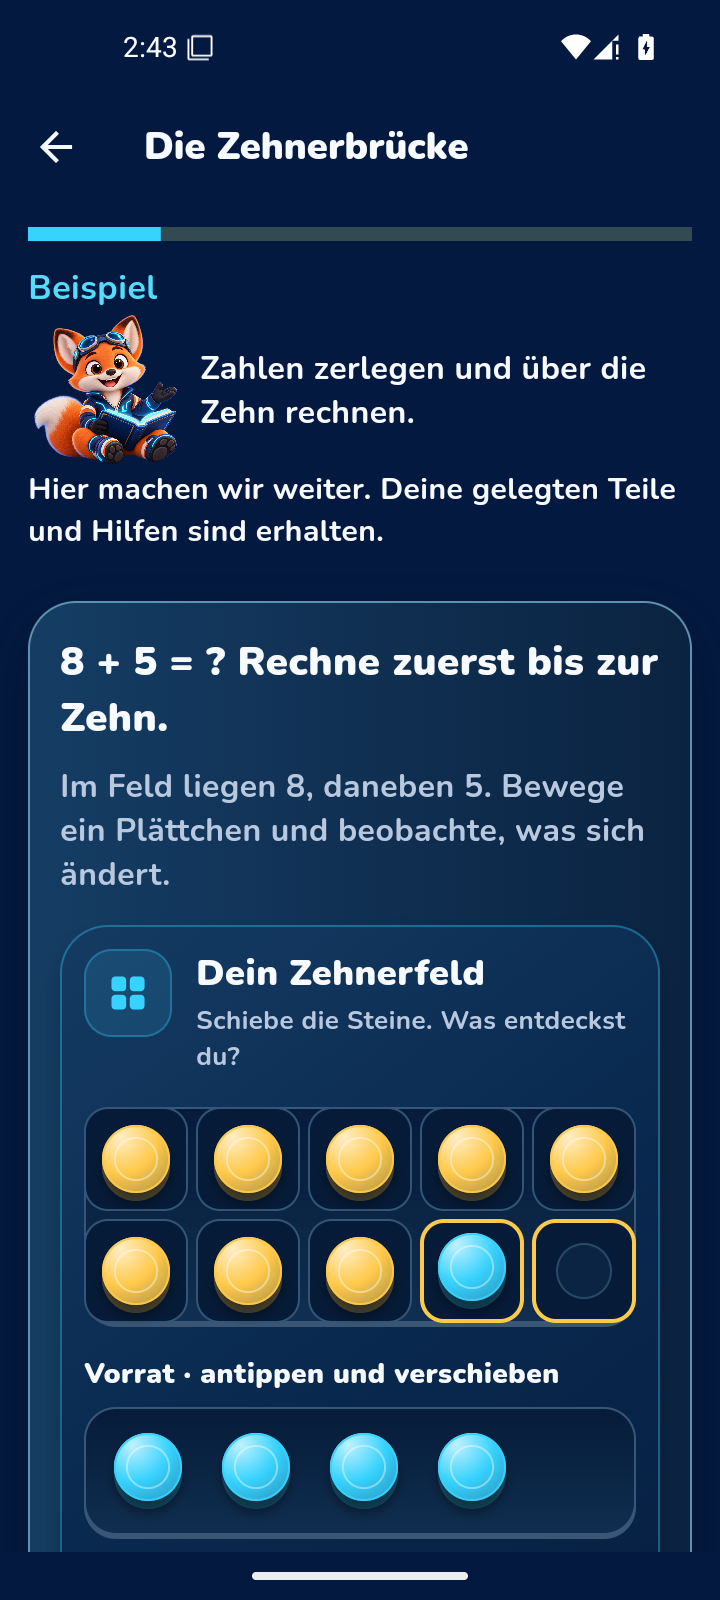 2:43
Die Zehnerbrücke
Beispiel
Zahlen zerlegen und über die
Zehn rechnen.
Hier machen wir weiter. Deine gelegten Teile
und Hilfen sind erhalten.
8 + 5 = ? Rechne zuerst bis zur
Zehn.
Im Feld liegen 8, daneben 5. Bewege
ein Plättchen und beobachte, was sich
ändert.
Dein Zehnerfeld
Schiebe die Steine. Was entdeckst
du?
Vorrat · antippen und verschieben